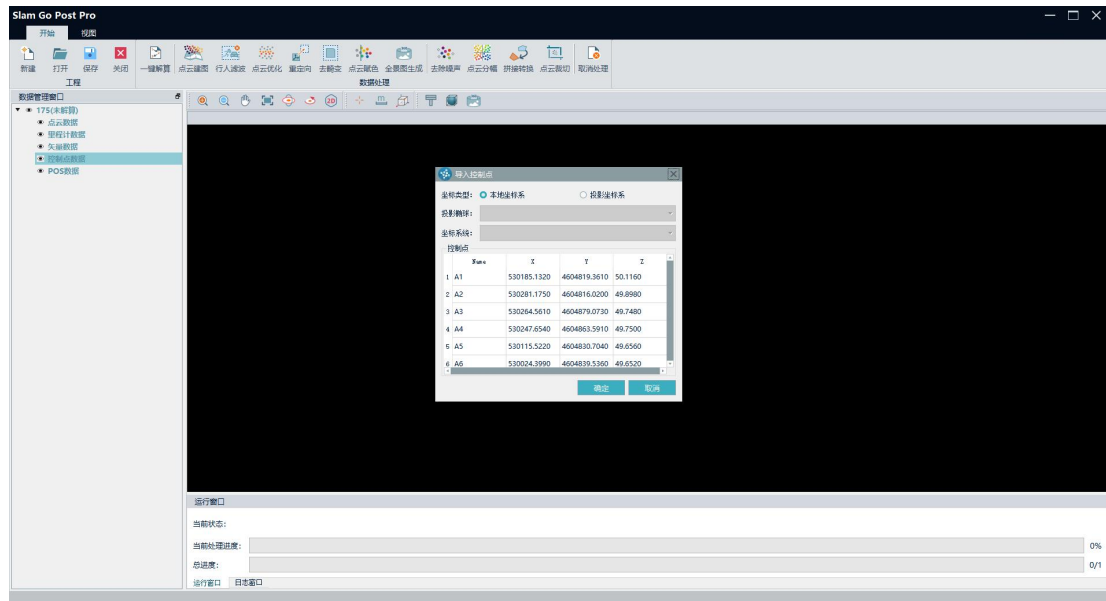 Slam Go Post Pro
开始 视图
新建 打开 保存 关闭 一键解算 点云建图 行人滤波 点云优化 重定向 去畸变 点云赋色 全景图生成 去除噪声 点云分幅 拼接转换 点云裁切 取消处理
工程 数据处理
数据管理窗口
175(未解算)
点云数据
里程计数据
矢量数据
控制点数据
POS数据
2D
导入控制点
坐标类型: 本地坐标系 投影坐标系
投影椭球:
坐标系统:
控制点
Name X Y Z
1 A1 530185.1320 4604819.3610 50.1160
2 A2 530281.1750 4604816.0200 49.8980
3 A3 530264.5610 4604879.0730 49.7480
4 A4 530247.6540 4604863.5910 49.7500
5 A5 530115.5220 4604830.7040 49.6560
6 A6 530024.3990 4604839.5360 49.6520
确定 取消
运行窗口
当前状态:
当前处理进度: 0%
总进度: 0/1
运行窗口 日志窗口